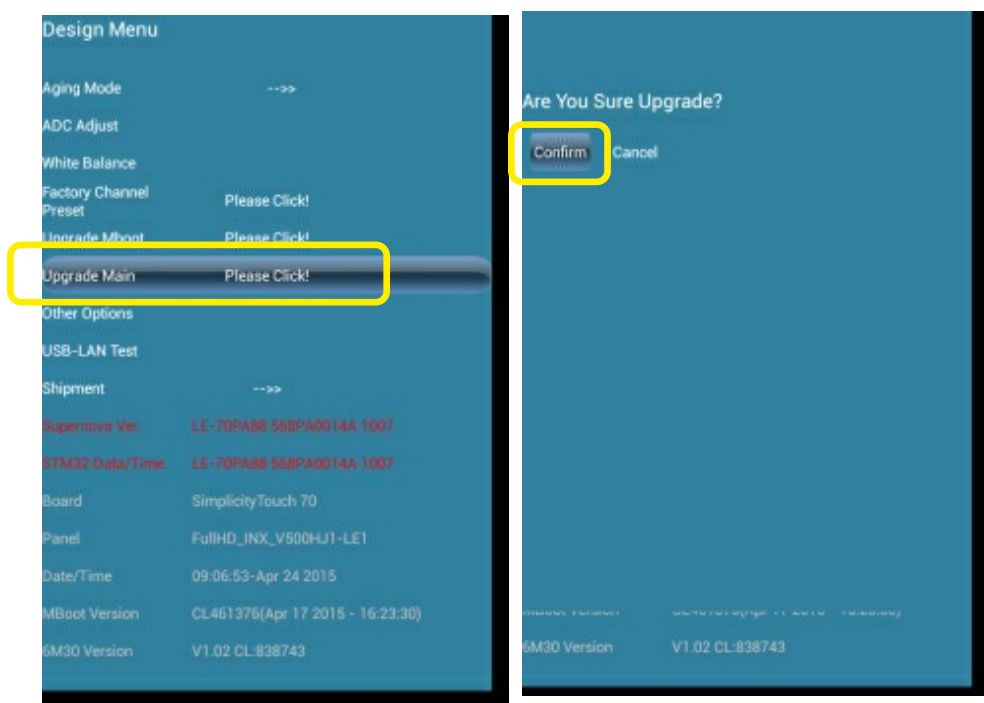 Design Menu
Aging Mode -->>
ADC Adjust
White Balance
Factory Channel
Preset Please Click!
Upgrade Mboot Please Click!
Upgrade Main Please Click!
Other Options
USB-LAN Test
Shipment -->>
Supernova Ver. LE-70PA88 568PA0014A 1007
STM32 Data/Time. LE-70PA88 568PA0014A 1007
Board SimplicityTouch 70
Panel FullHD_INX_V500HJ1-LE1
Date/Time 09:06:53-Apr 24 2015
MBoot Version CL461376(Apr 17 2015 - 16:23:30)
6M30 Version V1.02 CL:838743
Are You Sure Upgrade?
Confirm Cancel
6M30 Version V1.02 CL:838743